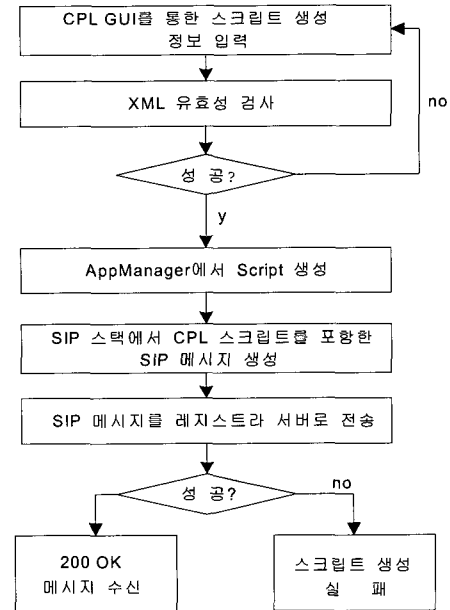 CPL GUI를 통한 스크립트 생성
정보 입력
XML 유효성 검사
no
성 공?
y
AppManager에서 Script 생성
SIP 스택에서 CPL 스크립트를 포함한
SIP 메시지 생성
SIP 메시지를 레지스트라 서버로 전송
성 공?
no
200 OK
메시지 수신
스크립트 생성
실 패